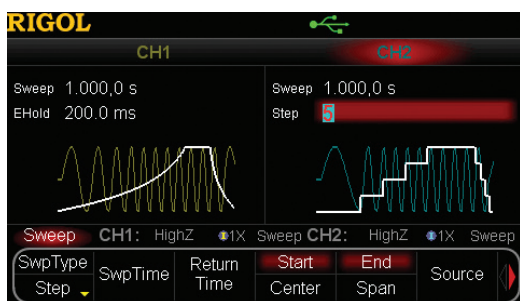 RIGOL
CH1 CH2
Sweep 1.000,0 s
EHold 200.0 ms
Sweep 1.000,0 s
Step 5
Sweep CH1: HighZ 1X Sweep CH2: HighZ 1X Sweep
SwpType
Step
SwpTime
Return
Time
Start
Center
End
Span
Source